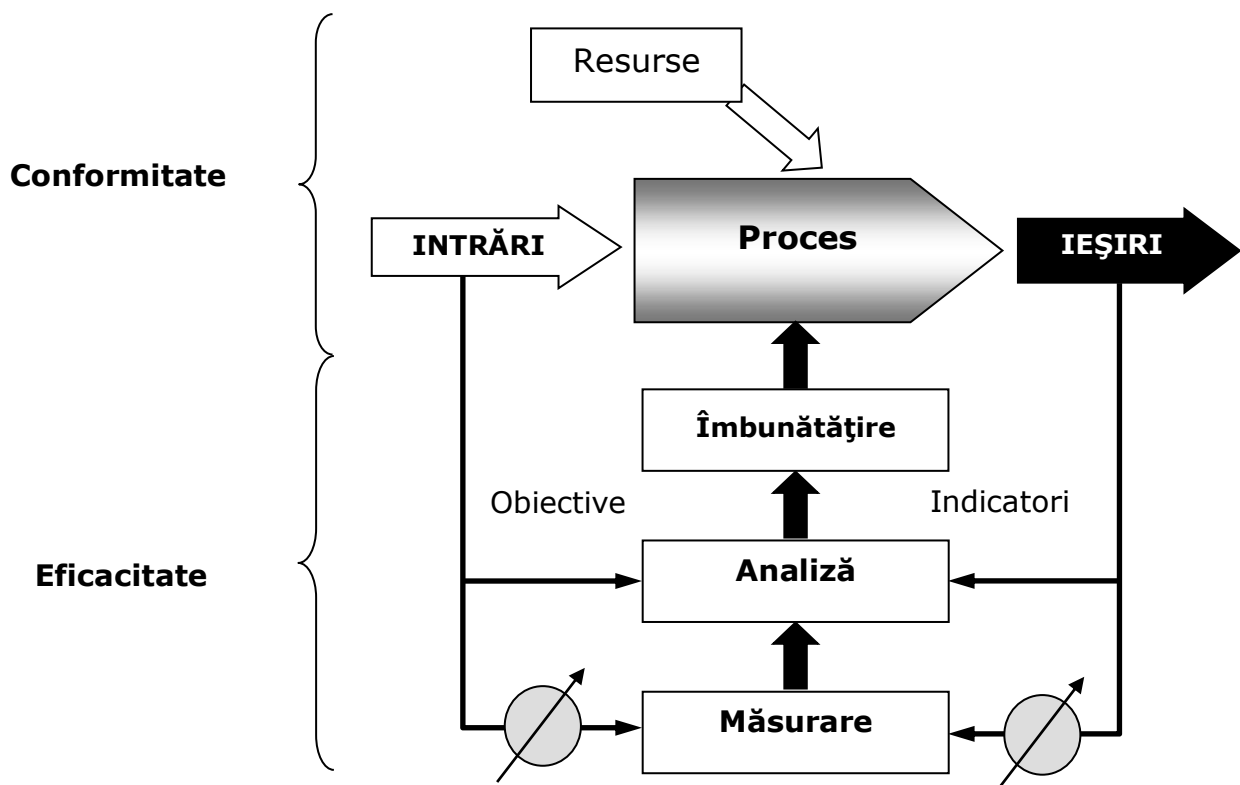 Resurse
Conformitate
INTRĂRI
Proces
IEŞIRI
Îmbunătăţire
Obiective
Indicatori
Eficacitate
Analiză
Măsurare